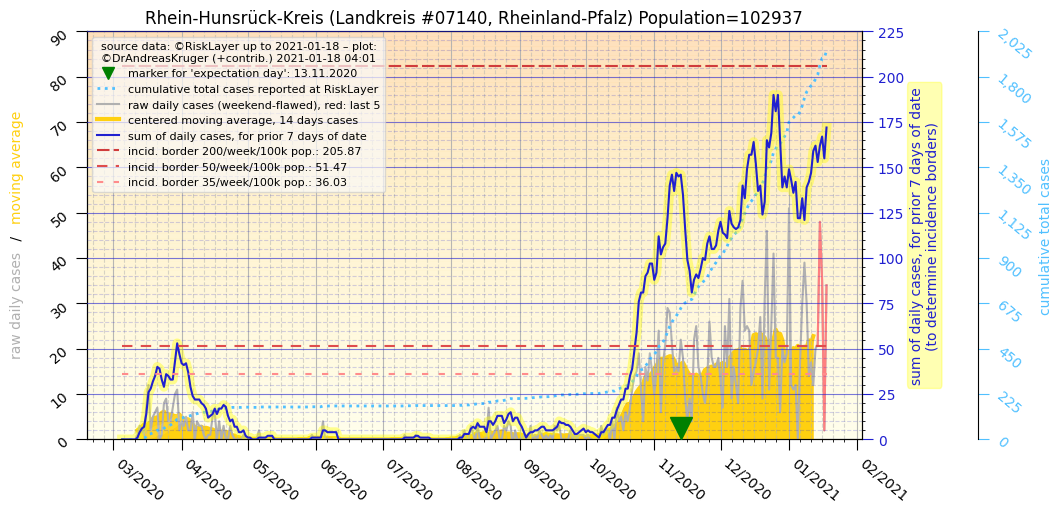 Rhein-Hunsrück-Kreis (Landkreis #07140, Rheinland-Pfalz) Population=102937
source data: ©RiskLayer up to 2021-01-18 – plot:
©DrAndreasKruger (+contrib.) 2021-01-18 04:01
marker for 'expectation day': 13.11.2020
cumulative total cases reported at RiskLayer
raw daily cases (weekend-flawed), red: last 5
centered moving average, 14 days cases
sum of daily cases, for prior 7 days of date
incid. border 200/week/100k pop.: 205.87
incid. border 50/week/100k pop.: 51.47
incid. border 35/week/100k pop.: 36.03
raw daily cases / moving average
90
80
70
60
50
40
30
20
10
0
03/2020
04/2020
05/2020
06/2020
07/2020
08/2020
09/2020
10/2020
11/2020
12/2020
01/2021
02/2021
225
200
175
150
125
100
75
50
25
0
sum of daily cases, for prior 7 days of date
(to determine incidence borders)
2,025
1,800
1,575
1,350
1,125
900
675
450
225
0
cumulative total cases